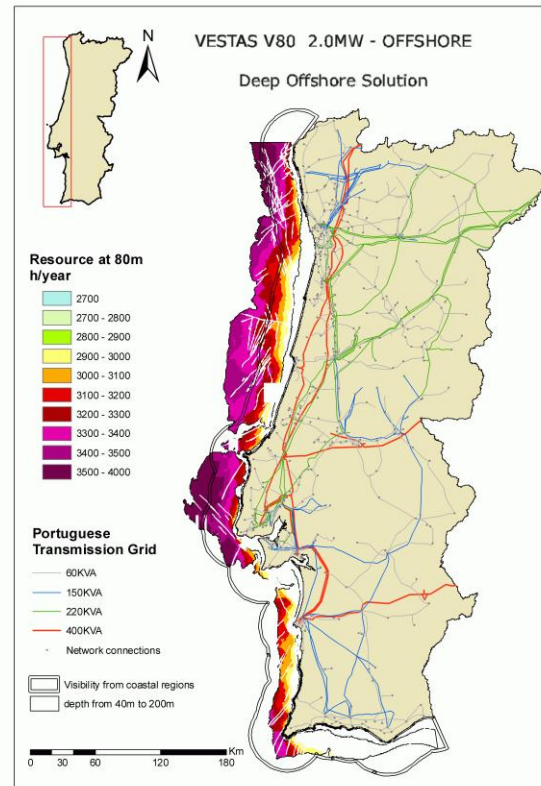 VESTAS V80 2.0MW - OFFSHORE
Deep Offshore Solution
N
Resource at 80m
h/year
2700
2700 - 2800
2800 - 2900
2900 - 3000
3000 - 3100
3100 - 3200
3200 - 3300
3300 - 3400
3400 - 3500
3500 - 4000
Portuguese
Transmission Grid
60KVA
150KVA
220KVA
400KVA
Network connections
Visibility from coastal regions
depth from 40m to 200m
Km
0 30 60 120 180